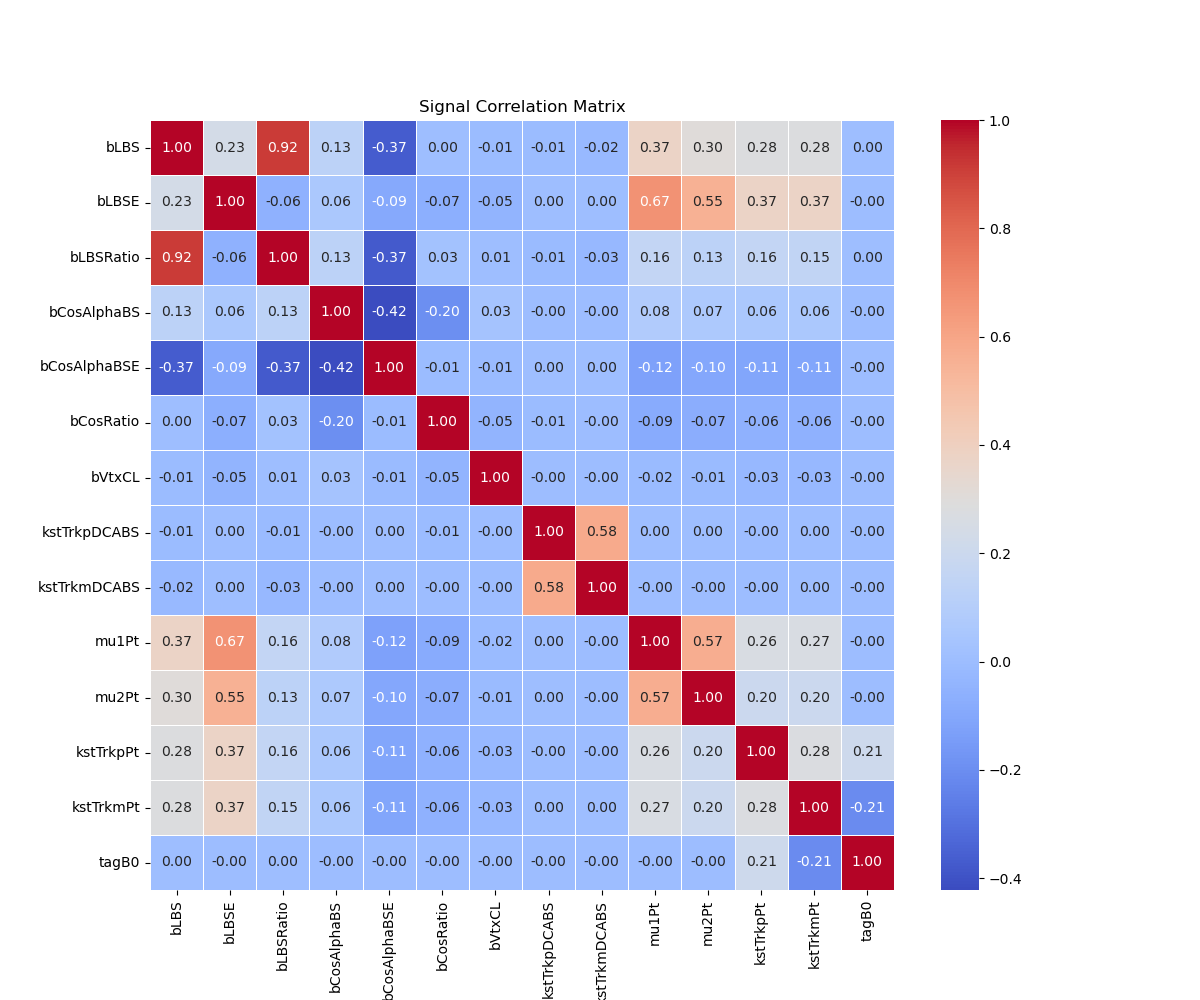 Signal Correlation Matrix
bLBS 1.00 0.23 0.92 0.13 -0.37 0.00 -0.01 -0.01 -0.02 0.37 0.30 0.28 0.28 0.00
bLBSE 0.23 1.00 -0.06 0.06 -0.09 -0.07 -0.05 0.00 0.00 0.67 0.55 0.37 0.37 -0.00
bLBSRatio 0.92 -0.06 1.00 0.13 -0.37 0.03 0.01 -0.01 -0.03 0.16 0.13 0.16 0.15 0.00
bCosAlphaBS 0.13 0.06 0.13 1.00 -0.42 -0.20 0.03 -0.00 -0.00 0.08 0.07 0.06 0.06 -0.00
bCosAlphaBSE -0.37 -0.09 -0.37 -0.42 1.00 -0.01 -0.01 0.00 0.00 -0.12 -0.10 -0.11 -0.11 -0.00
bCosRatio 0.00 -0.07 0.03 -0.20 -0.01 1.00 -0.05 -0.01 -0.00 -0.09 -0.07 -0.06 -0.06 -0.00
bVtxCL -0.01 -0.05 0.01 0.03 -0.01 -0.05 1.00 -0.00 -0.00 -0.02 -0.01 -0.03 -0.03 -0.00
kstTrkpDCABS -0.01 0.00 -0.01 -0.00 0.00 -0.01 -0.00 1.00 0.58 0.00 0.00 -0.00 0.00 -0.00
kstTrkmDCABS -0.02 0.00 -0.03 -0.00 0.00 -0.00 -0.00 0.58 1.00 -0.00 -0.00 -0.00 0.00 -0.00
mu1Pt 0.37 0.67 0.16 0.08 -0.12 -0.09 -0.02 0.00 -0.00 1.00 0.57 0.26 0.27 -0.00
mu2Pt 0.30 0.55 0.13 0.07 -0.10 -0.07 -0.01 0.00 -0.00 0.57 1.00 0.20 0.20 -0.00
kstTrkpPt 0.28 0.37 0.16 0.06 -0.11 -0.06 -0.03 -0.00 -0.00 0.26 0.20 1.00 0.28 0.21
kstTrkmPt 0.28 0.37 0.15 0.06 -0.11 -0.06 -0.03 0.00 0.00 0.27 0.20 0.28 1.00 -0.21
tagB0 0.00 -0.00 0.00 -0.00 -0.00 -0.00 -0.00 -0.00 -0.00 -0.00 -0.00 0.21 -0.21 1.00
bLBS
bLBSE
bLBSRatio
bCosAlphaBS
bCosAlphaBSE
bCosRatio
bVtxCL
kstTrkpDCABS
stTrkmDCABS
mu1Pt
mu2Pt
kstTrkpPt
kstTrkmPt
tagB0
1.0
0.8
0.6
0.4
0.2
0.0
−0.2
−0.4